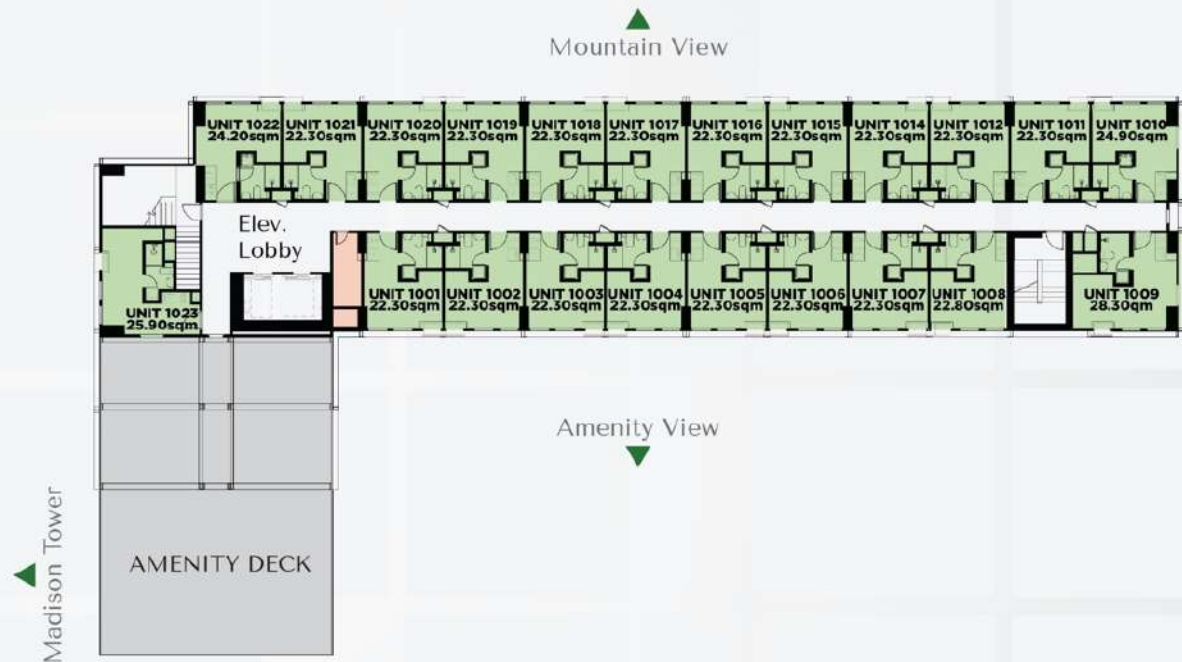 Mountain View
UNIT 1022
24.20sqm
UNIT 1021
22.30sqm
UNIT 1020
22.30sqm
UNIT 1019
22.30sqm
UNIT 1018
22.30sqm
UNIT 1017
22.30sqm
UNIT 1016
22.30sqm
UNIT 1015
22.30sqm
UNIT 1014
22.30sqm
UNIT 1012
22.30sqm
UNIT 1011
22.30sqm
UNIT 1010
24.90sqm
Elev.
Lobby
UNIT 1023
25.90sqm
UNIT 1001
22.30sqm
UNIT 1002
22.30sqm
UNIT 1003
22.30sqm
UNIT 1004
22.30sqm
UNIT 1005
22.30sqm
UNIT 1006
22.30sqm
UNIT 1007
22.30sqm
UNIT 1008
22.80sqm
UNIT 1009
28.30qm
Amenity View
AMENITY DECK
Madison Tower